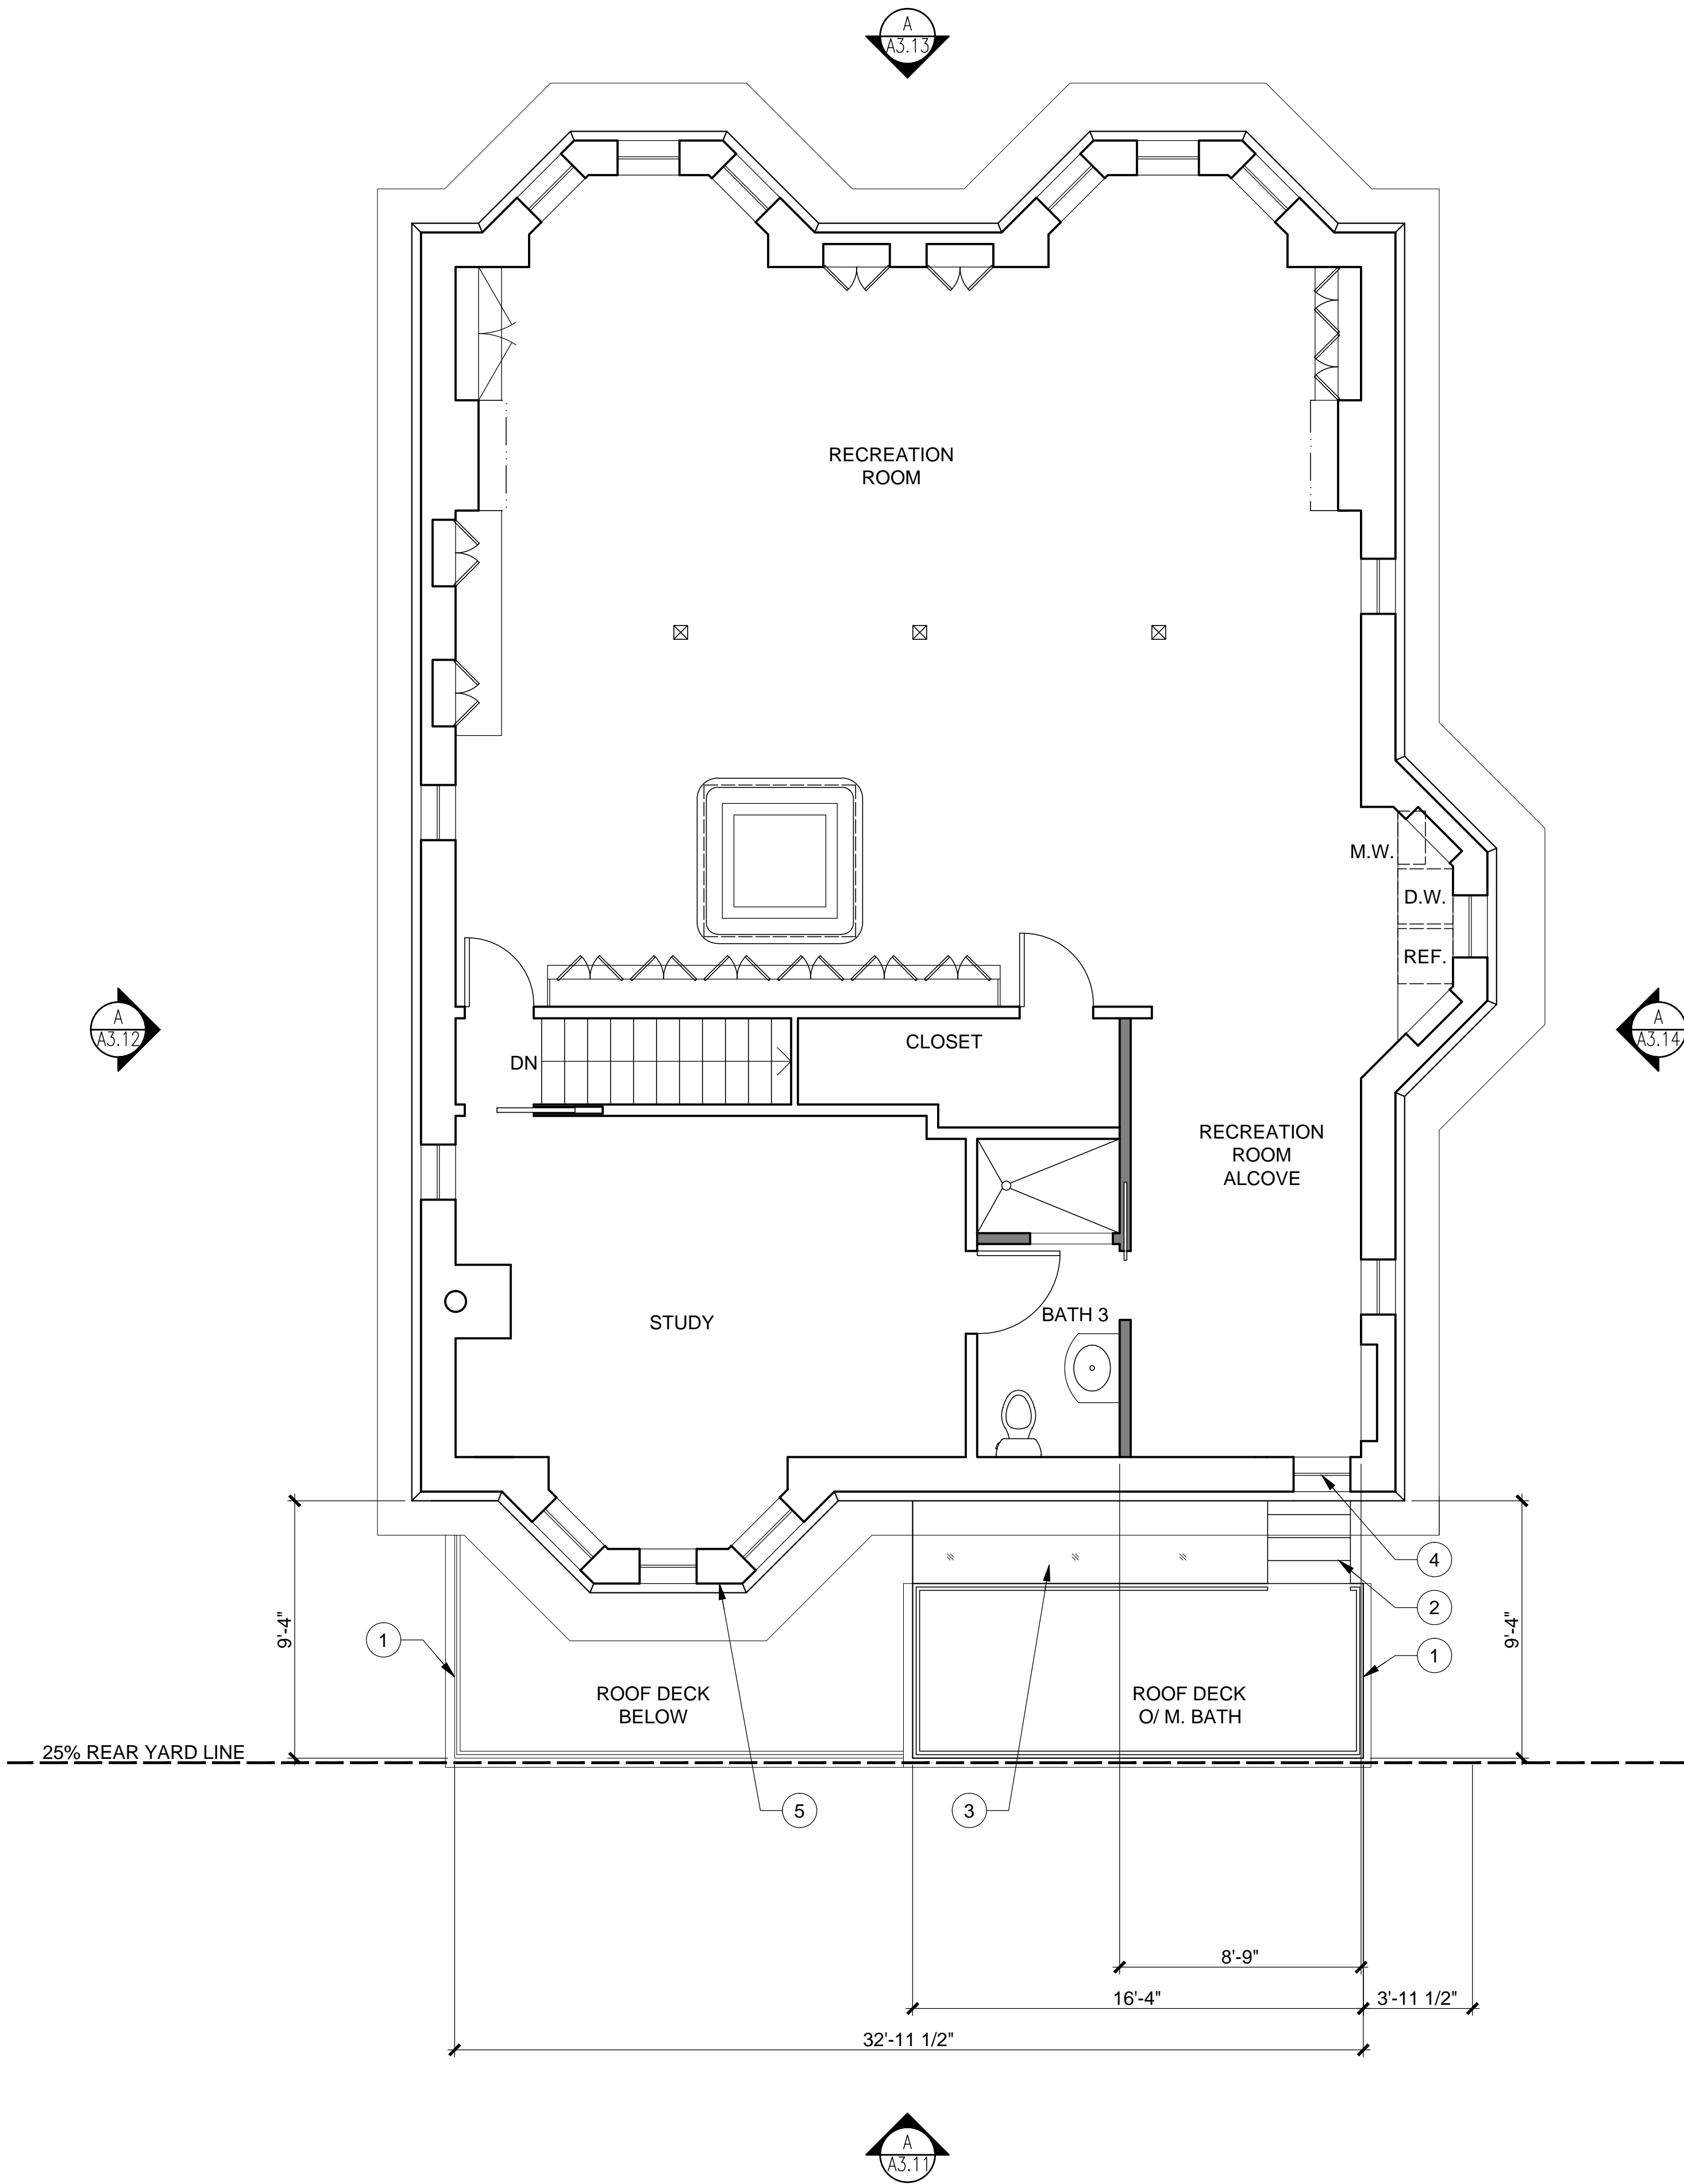 A
A3.13
RECREATION
ROOM
M.W.
D.W.
REF.
A
A3.12
DN
CLOSET
A
A3.14
RECREATION
ROOM
ALCOVE
STUDY
BATH 3
4
2
1
1
9'-4"
9'-4"
ROOF DECK
BELOW
ROOF DECK
O/ M. BATH
25% REAR YARD LINE
5
3
8'-9"
16'-4"
3'-11 1/2"
32'-11 1/2"
A
A3.11